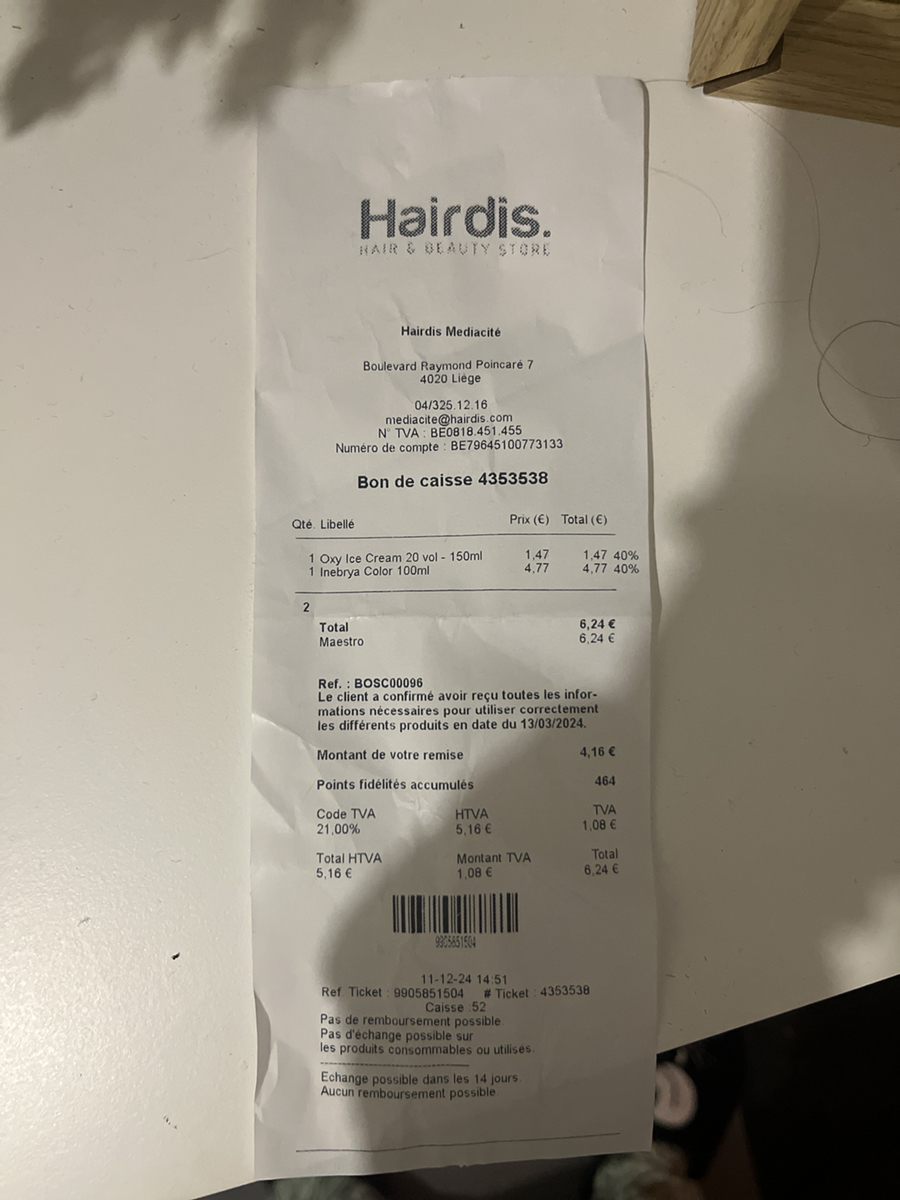 Hairdis.
HAIR & BEAUTY STORE
Hairdis Mediacité
Boulevard Raymond Poincaré 7
4020 Liège
04/325.12.16
mediacite@hairdis.com
N° TVA : BE0818.451.455
Numéro de compte : BE79645100773133
Bon de caisse 4353538
Qté. Libellé Prix (€) Total (€)
1 Oxy Ice Cream 20 vol - 150ml 1,47 1,47 40%
1 Inebrya Color 100ml 4,77 4,77 40%
2
Total 6,24 €
Maestro 6,24 €
Ref. : BOSC00096
Le client a confirmé avoir reçu toutes les infor-
mations nécessaires pour utiliser correctement
les différents produits en date du 13/03/2024.
Montant de votre remise 4,16 €
Points fidélités accumulés 464
Code TVA HTVA TVA
21,00% 5,16 € 1,08 €
Total HTVA Montant TVA Total
5,16 € 1,08 € 6,24 €
9905851504
11-12-24 14:51
Ref. Ticket : 9905851504 # Ticket : 4353538
Caisse :52
Pas de remboursement possible.
Pas d'échange possible sur
les produits consommables ou utilisés.
Echange possible dans les 14 jours.
Aucun remboursement possible.